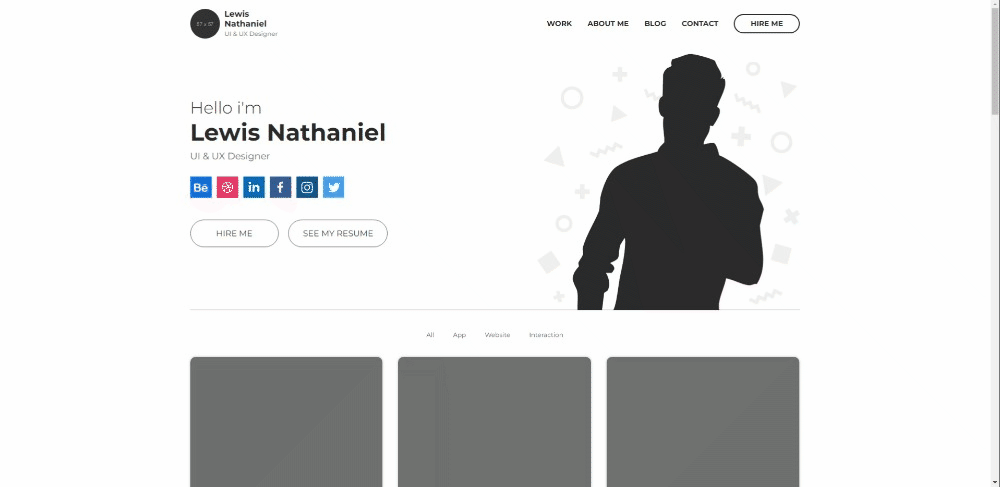 37 x 37
Lewis
Nathaniel
UI & UX Designer
WORK ABOUT ME BLOG CONTACT HIRE ME
Hello i'm
Lewis Nathaniel
UI & UX Designer
Bē in f
HIRE ME SEE MY RESUME
All App Website Interaction